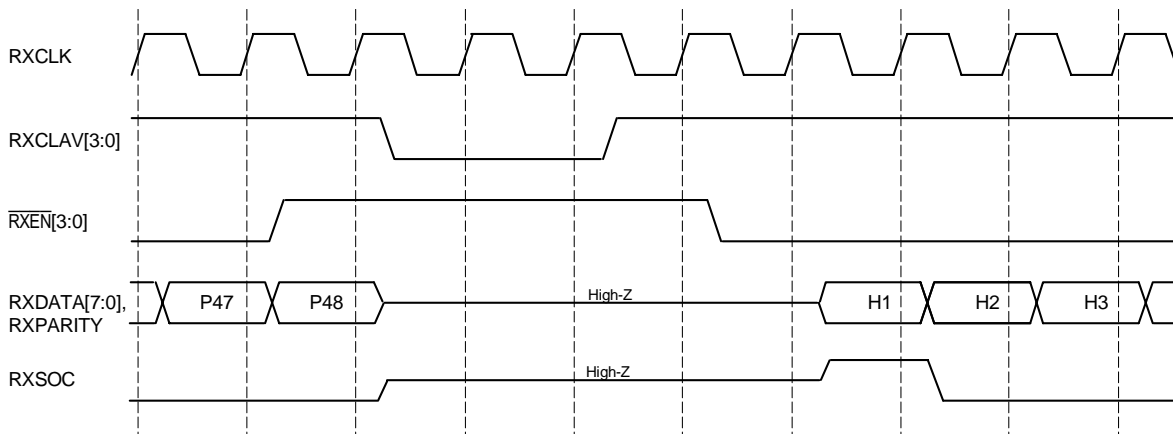 RXCLK
RXCLAV[3:0]
RXEN[3:0]
RXDATA[7:0],
RXPARITY
P47
P48
High-Z
H1
H2
H3
RXSOC
High-Z